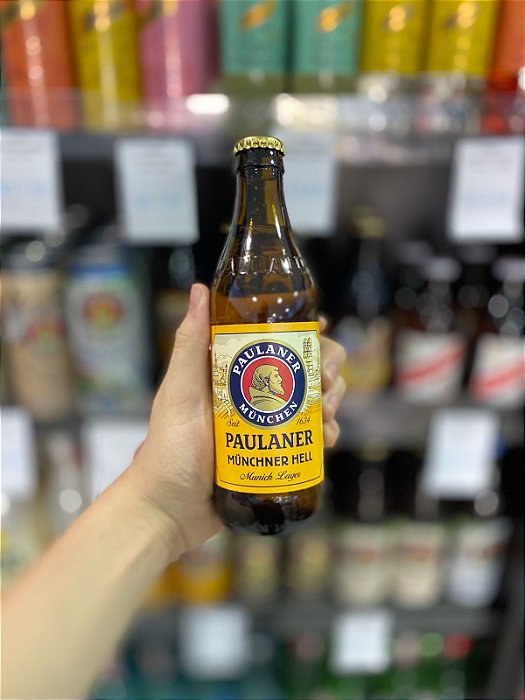 PAULANER
MÜNCHEN
Seit 1634
PAULANER
MÜNCHNER HELL
Munich Lager